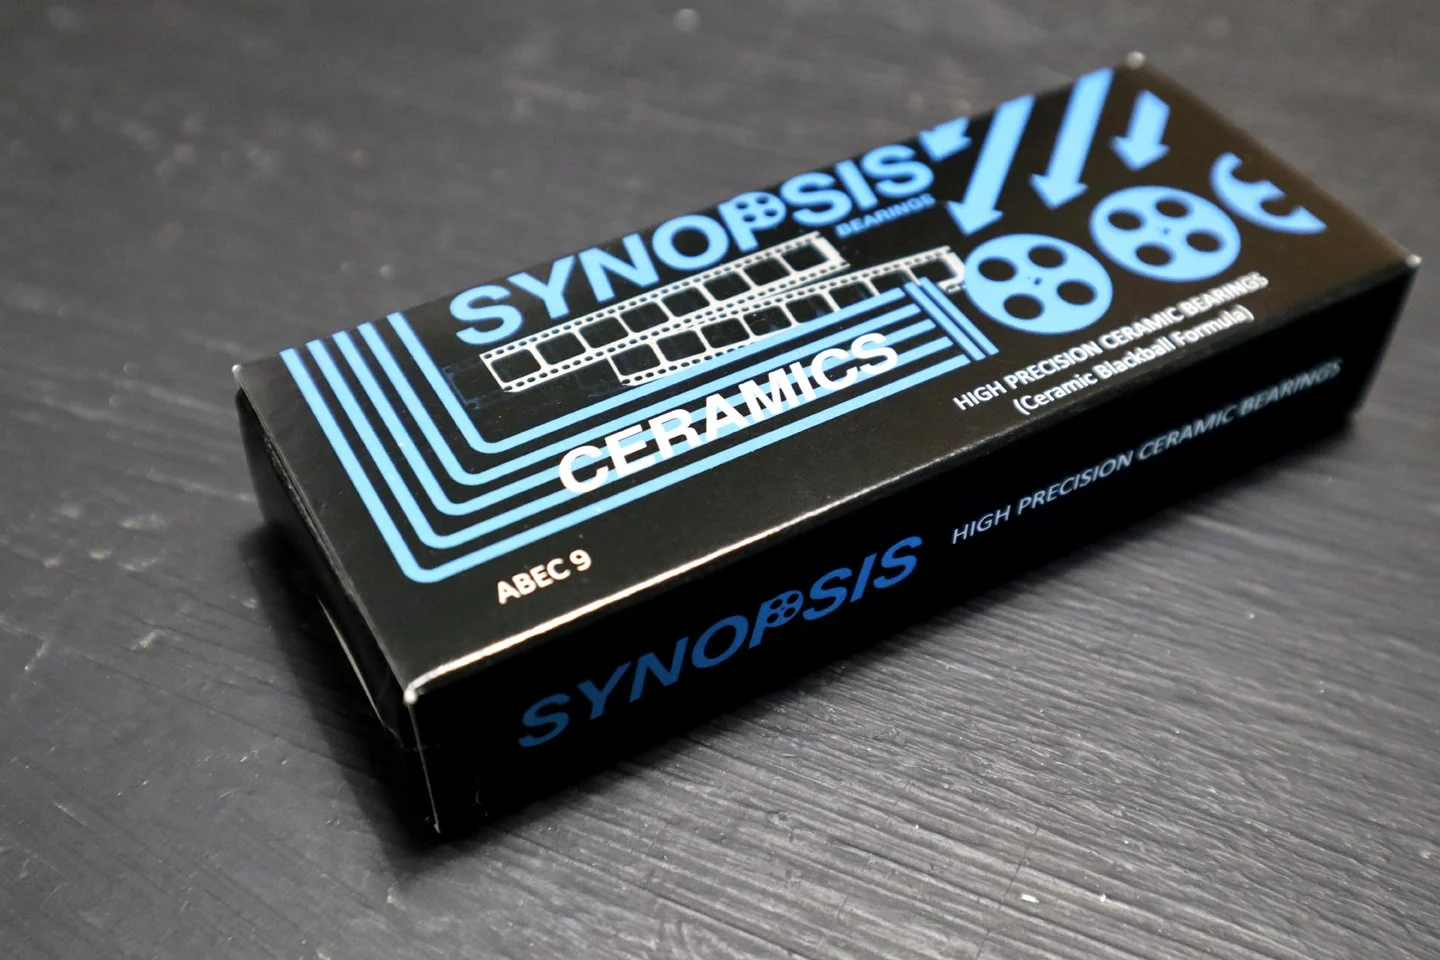 SYNOPSIS
BEARINGS
CERAMICS
HIGH PRECISION CERAMIC BEARINGS
(Ceramic Blackball Formula)
ABEC 9
SYNOPSIS
HIGH PRECISION CERAMIC BEARINGS